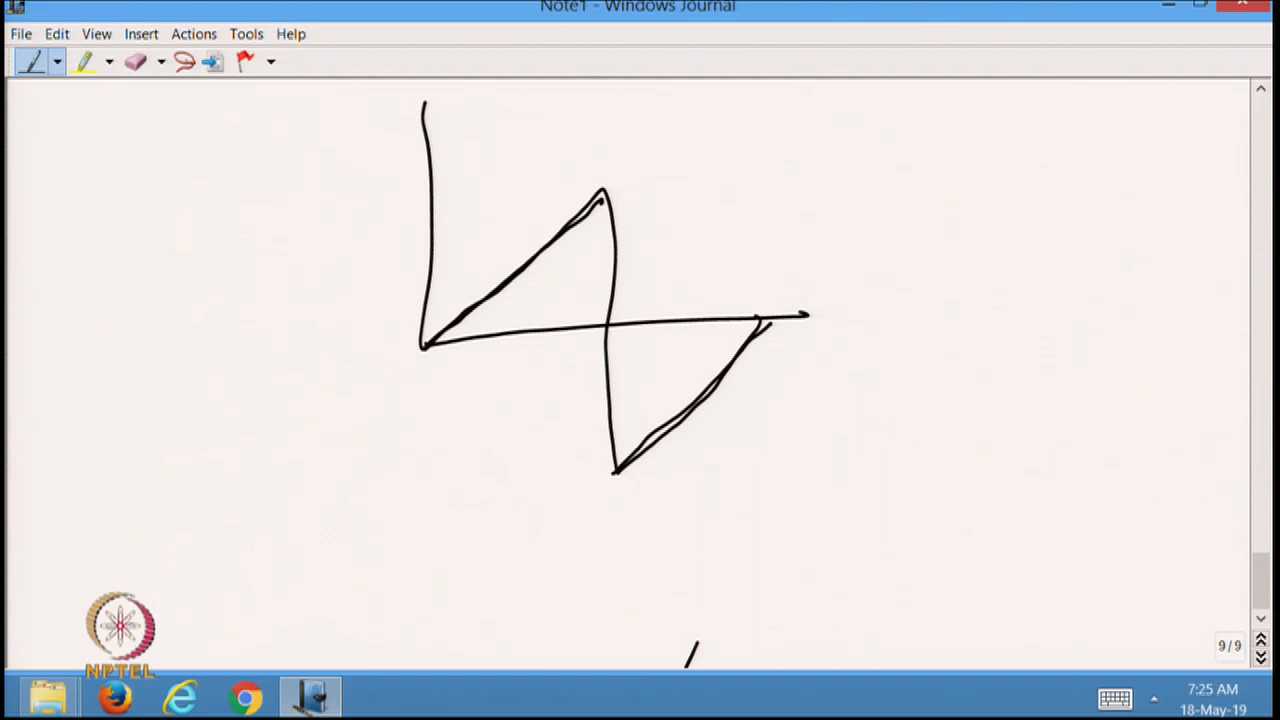 Note1 - Windows Journal
File Edit View Insert Actions Tools Help
9 / 9
NPTEL
7:25 AM
18-May-19